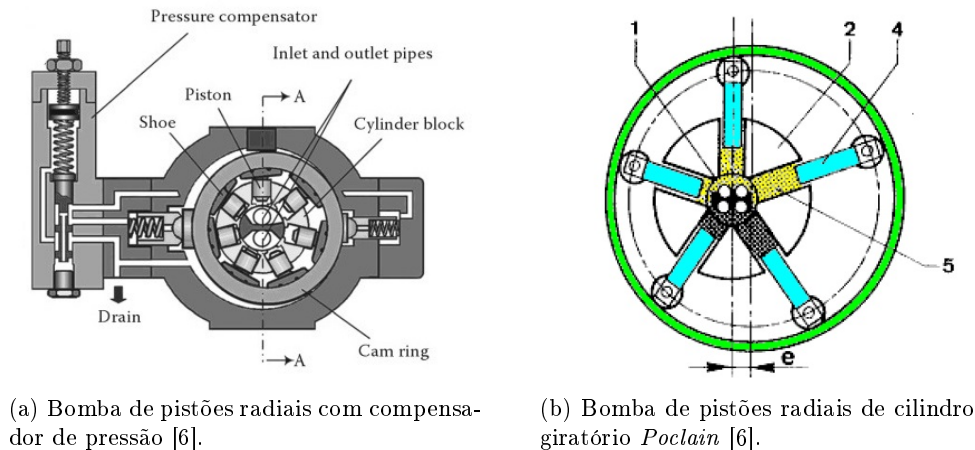 Pressure compensator
Inlet and outlet pipes
A
Piston
Shoe
Cylinder block
Drain
Cam ring
A
1
2
4
5
e
(a) Bomba de pistões radiais com compensa-
dor de pressão [6].
(b) Bomba de pistões radiais de cilindro
giratório Poclain [6].